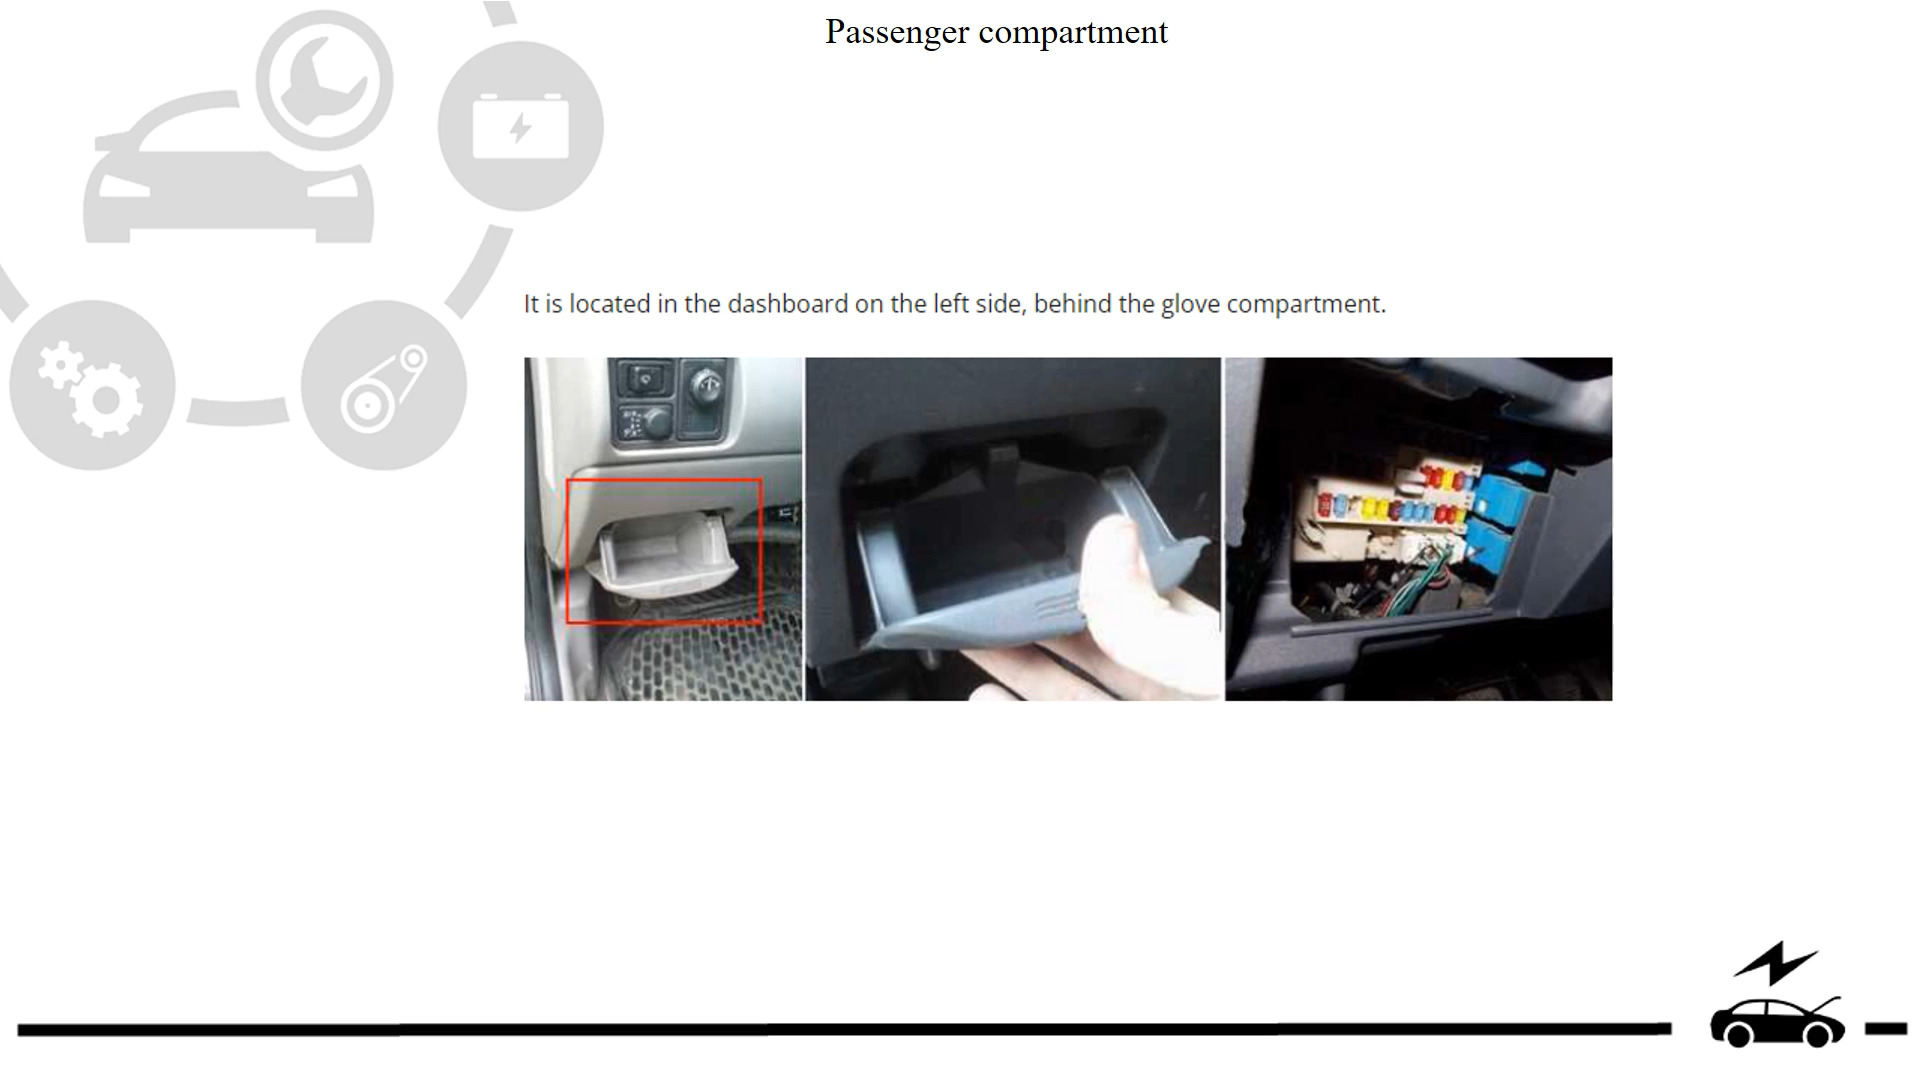 Passenger compartment
It is located in the dashboard on the left side, behind the glove compartment.